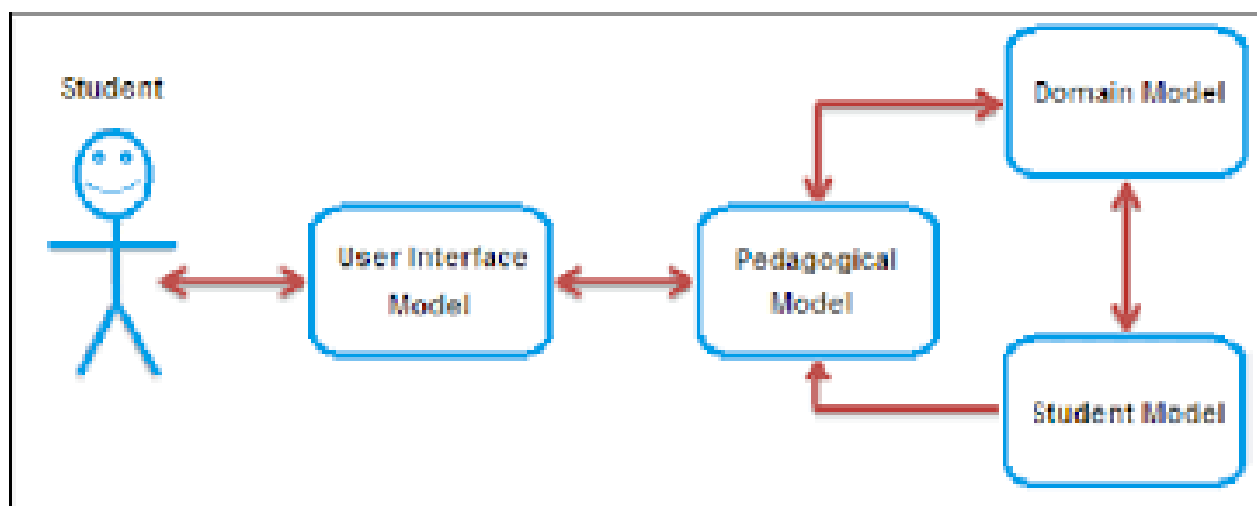 Student
User Interface
Model
Pedagogical
Model
Domain Model
Student Model